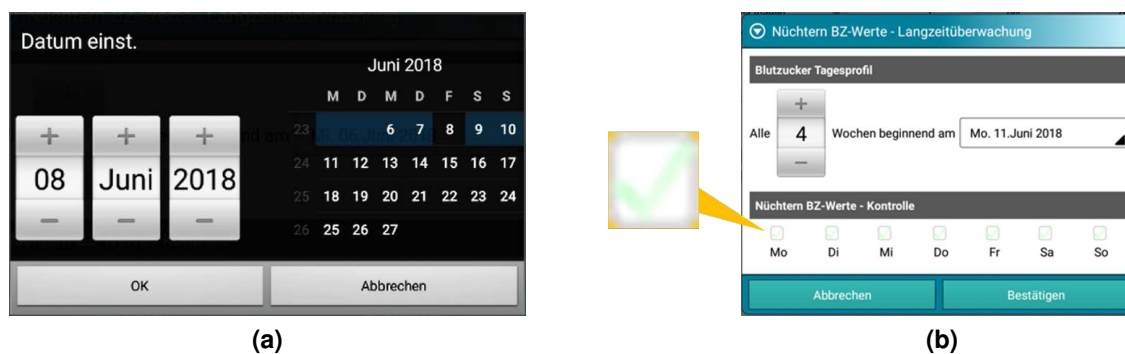 Datum einst.
Juni 2018
M D M D F S S
+ + +
23 6 7 8 9 10
24 11 12 13 14 15 16 17
08 Juni 2018
25 18 19 20 21 22 23 24
− − −
26 25 26 27
OK Abbrechen
(a)
Nüchtern BZ-Werte - Langzeitüberwachung
Blutzucker Tagesprofil
+
Alle 4 Wochen beginnend am Mo. 11.Juni 2018
−
Nüchtern BZ-Werte - Kontrolle
Mo Di Mi Do Fr Sa So
Abbrechen Bestätigen
(b)